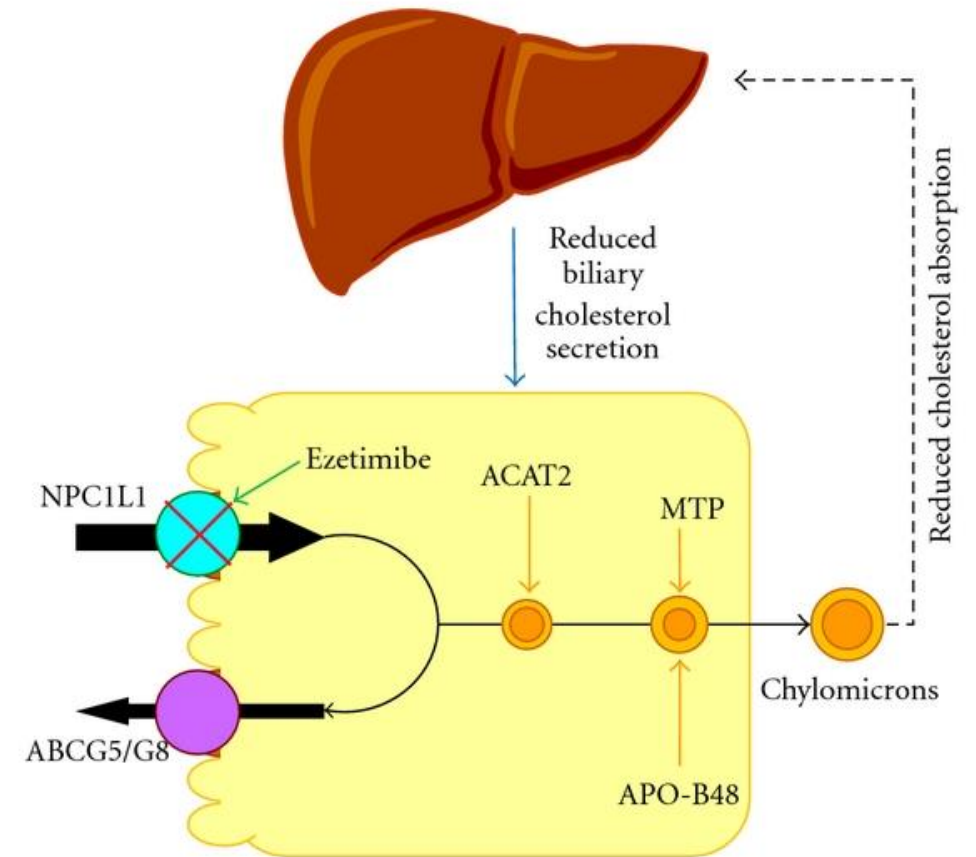 Reduced
biliary
cholesterol
secretion
Reduced cholesterol absorption
Ezetimibe
NPC1L1
ACAT2
MTP
Chylomicrons
ABCG5/G8
APO-B48